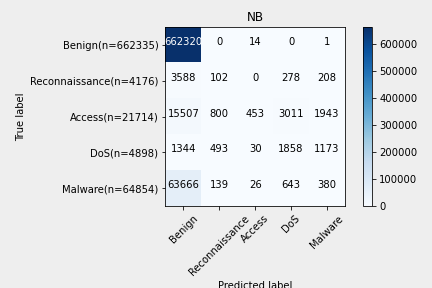 NB
Benign(n=662335) 662320 0 14 0 1
Reconnaissance(n=4176) 3588 102 0 278 208
Access(n=21714) 15507 800 453 3011 1943
DoS(n=4898) 1344 493 30 1858 1173
Malware(n=64854) 63666 139 26 643 380
True label
Benign Reconnaissance Access DoS Malware
Predicted label
600000
500000
400000
300000
200000
100000
0